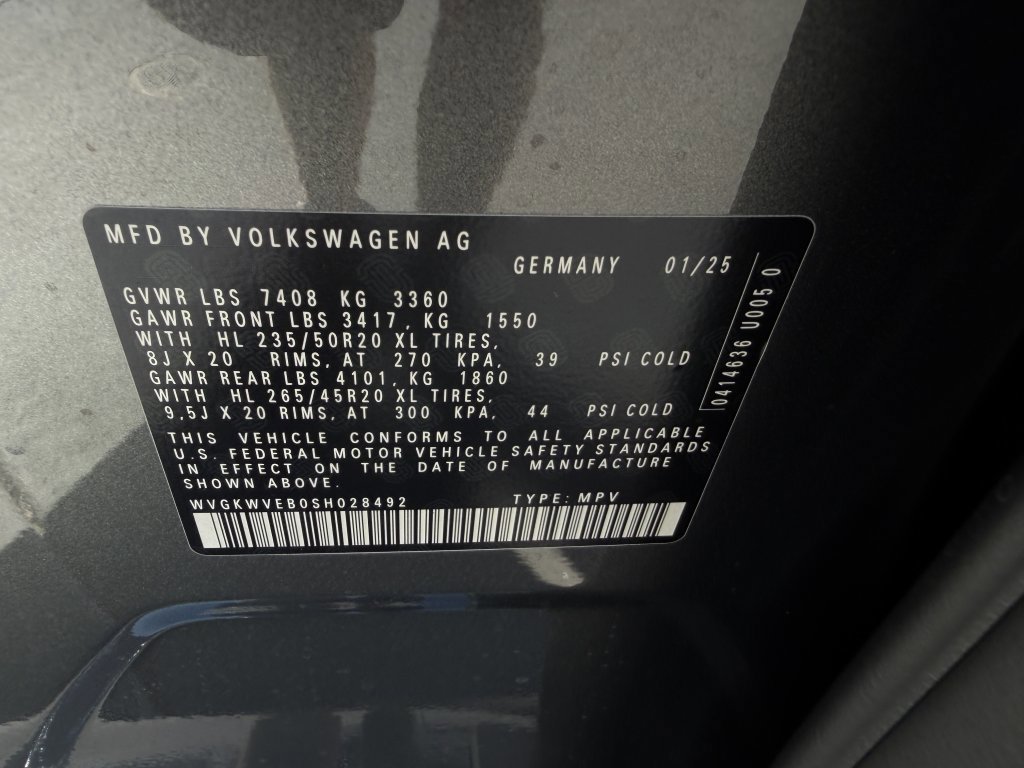 MFD BY VOLKSWAGEN AG
GERMANY 01/25
GVWR LBS 7408 KG 3360
GAWR FRONT LBS 3417, KG 1550
WITH HL 235/50R20 XL TIRES,
8J X 20 RIMS, AT 270 KPA, 39 PSI COLD
GAWR REAR LBS 4101, KG 1860
WITH HL 265/45R20 XL TIRES,
9,5J X 20 RIMS, AT 300 KPA, 44 PSI COLD
THIS VEHICLE CONFORMS TO ALL APPLICABLE
U.S. FEDERAL MOTOR VEHICLE SAFETY STANDARDS
IN EFFECT ON THE DATE OF MANUFACTURE
SHOWN ABOVE.
WVGKWVEB0SH028492 TYPE: MPV
0414636 U005 0